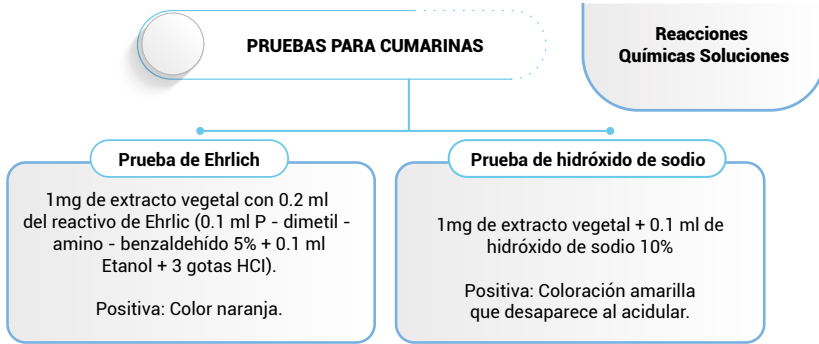 PRUEBAS PARA CUMARINAS
Reacciones
Químicas Soluciones
Prueba de Ehrlich
1mg de extracto vegetal con 0.2 ml
del reactivo de Ehrlic (0.1 ml P - dimetil -
amino - benzaldehído 5% + 0.1 ml
Etanol + 3 gotas HCI).
Positiva: Color naranja.
Prueba de hidróxido de sodio
1mg de extracto vegetal + 0.1 ml de
hidróxido de sodio 10%
Positiva: Coloración amarilla
que desaparece al acidular.